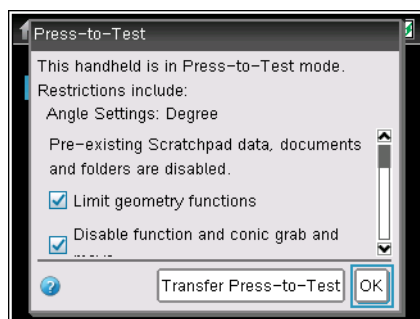 Press-to-Test
This handheld is in Press-to-Test mode.
Restrictions include:
Angle Settings: Degree
Pre-existing Scratchpad data, documents
and folders are disabled.
Limit geometry functions
Disable function and conic grab and
Transfer Press-to-Test
OK